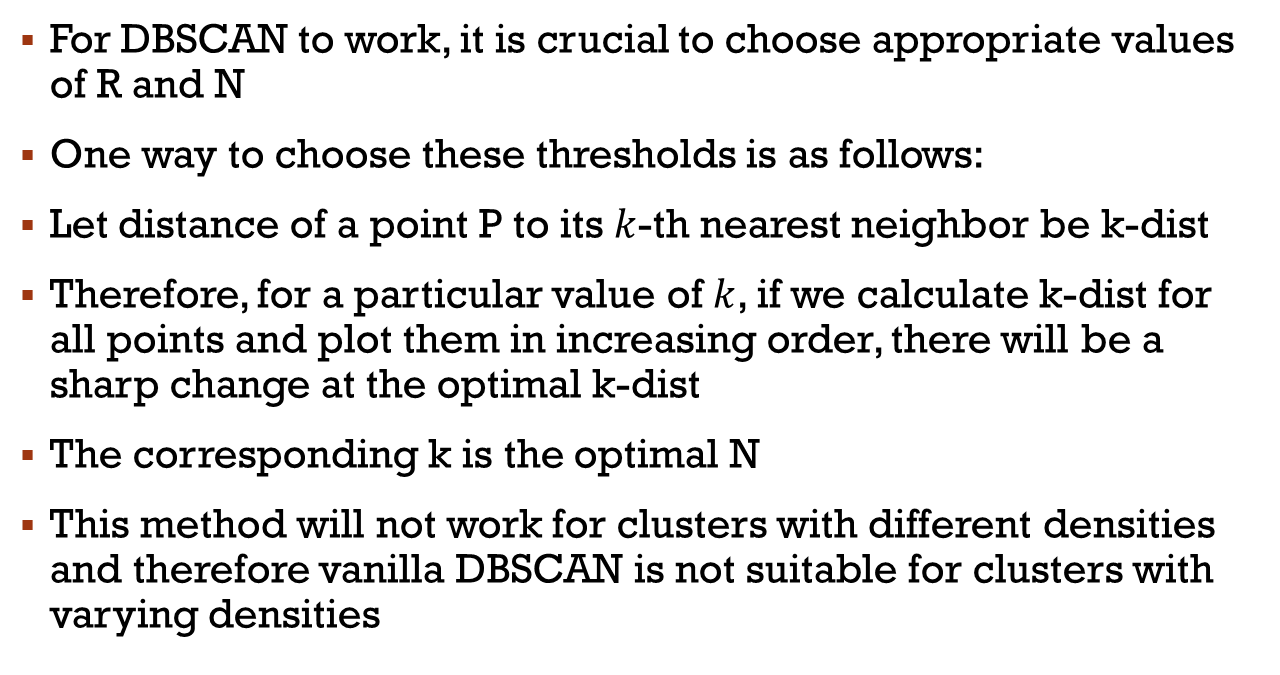 ▪ For DBSCAN to work, it is crucial to choose appropriate values
of R and N
▪ One way to choose these thresholds is as follows:
▪ Let distance of a point P to its k-th nearest neighbor be k-dist
▪ Therefore, for a particular value of k, if we calculate k-dist for
all points and plot them in increasing order, there will be a
sharp change at the optimal k-dist
▪ The corresponding k is the optimal N
▪ This method will not work for clusters with different densities
and therefore vanilla DBSCAN is not suitable for clusters with
varying densities